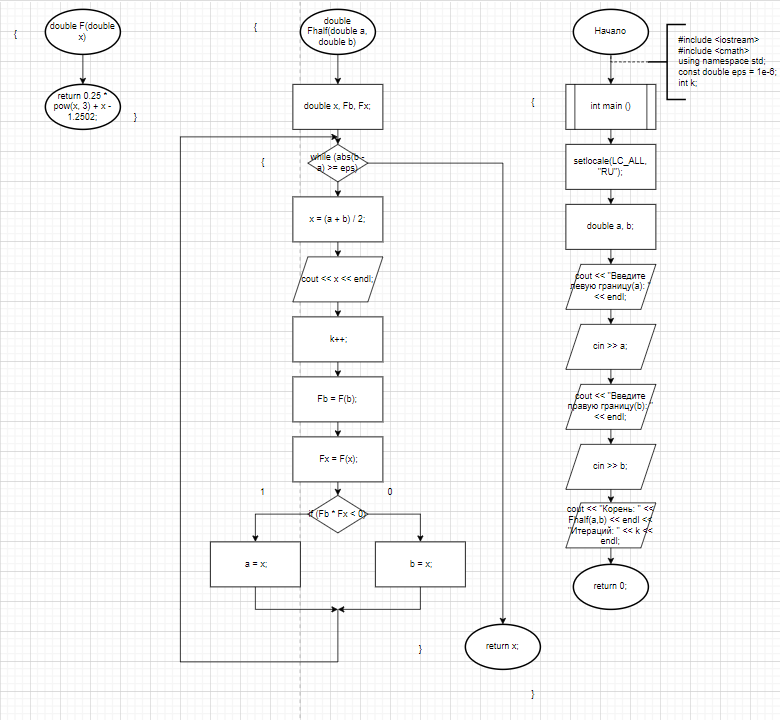 {
double F(double
x)
return 0.25 *
pow(x, 3) + x -
1.2502;
}
{
double
Fhalf(double a,
double b)
double x, Fb, Fx;
{
while (abs(b -
a) >= eps)
x = (a + b) / 2;
cout << x << endl;
k++;
Fb = F(b);
Fx = F(x);
1
0
if (Fb * Fx < 0)
a = x;
b = x;
}
return x;
}
Начало
#include <iostream>
#include <cmath>
using namespace std;
const double eps = 1e-6;
int k;
{
int main ()
setlocale(LC_ALL,
"RU");
double a, b;
cout << "Введите
левую границу(a): "
<< endl;
cin >> a;
cout << "Введите
правую границу(b): "
<< endl;
cin >> b;
cout << "Корень: " <<
Fhalf(a,b) << endl <<
"Итераций: " << k <<
endl;
return 0;